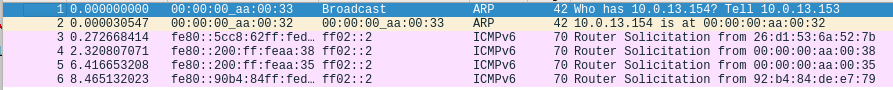 1 0.000000000 00:00:00_aa:00:33 Broadcast ARP 42 Who has 10.0.13.154? Tell 10.0.13.153
2 0.000030547 00:00:00_aa:00:32 00:00:00_aa:00:33 ARP 42 10.0.13.154 is at 00:00:00:aa:00:32
3 0.272668414 fe80::5cc8:62ff:fed… ff02::2 ICMPv6 70 Router Solicitation from 26:d1:53:6a:52:7b
4 2.320807071 fe80::200:ff:feaa:38 ff02::2 ICMPv6 70 Router Solicitation from 00:00:00:aa:00:38
5 6.416653208 fe80::200:ff:feaa:35 ff02::2 ICMPv6 70 Router Solicitation from 00:00:00:aa:00:35
6 8.465132023 fe80::90b4:84ff:fed… ff02::2 ICMPv6 70 Router Solicitation from 92:b4:84:de:e7:79